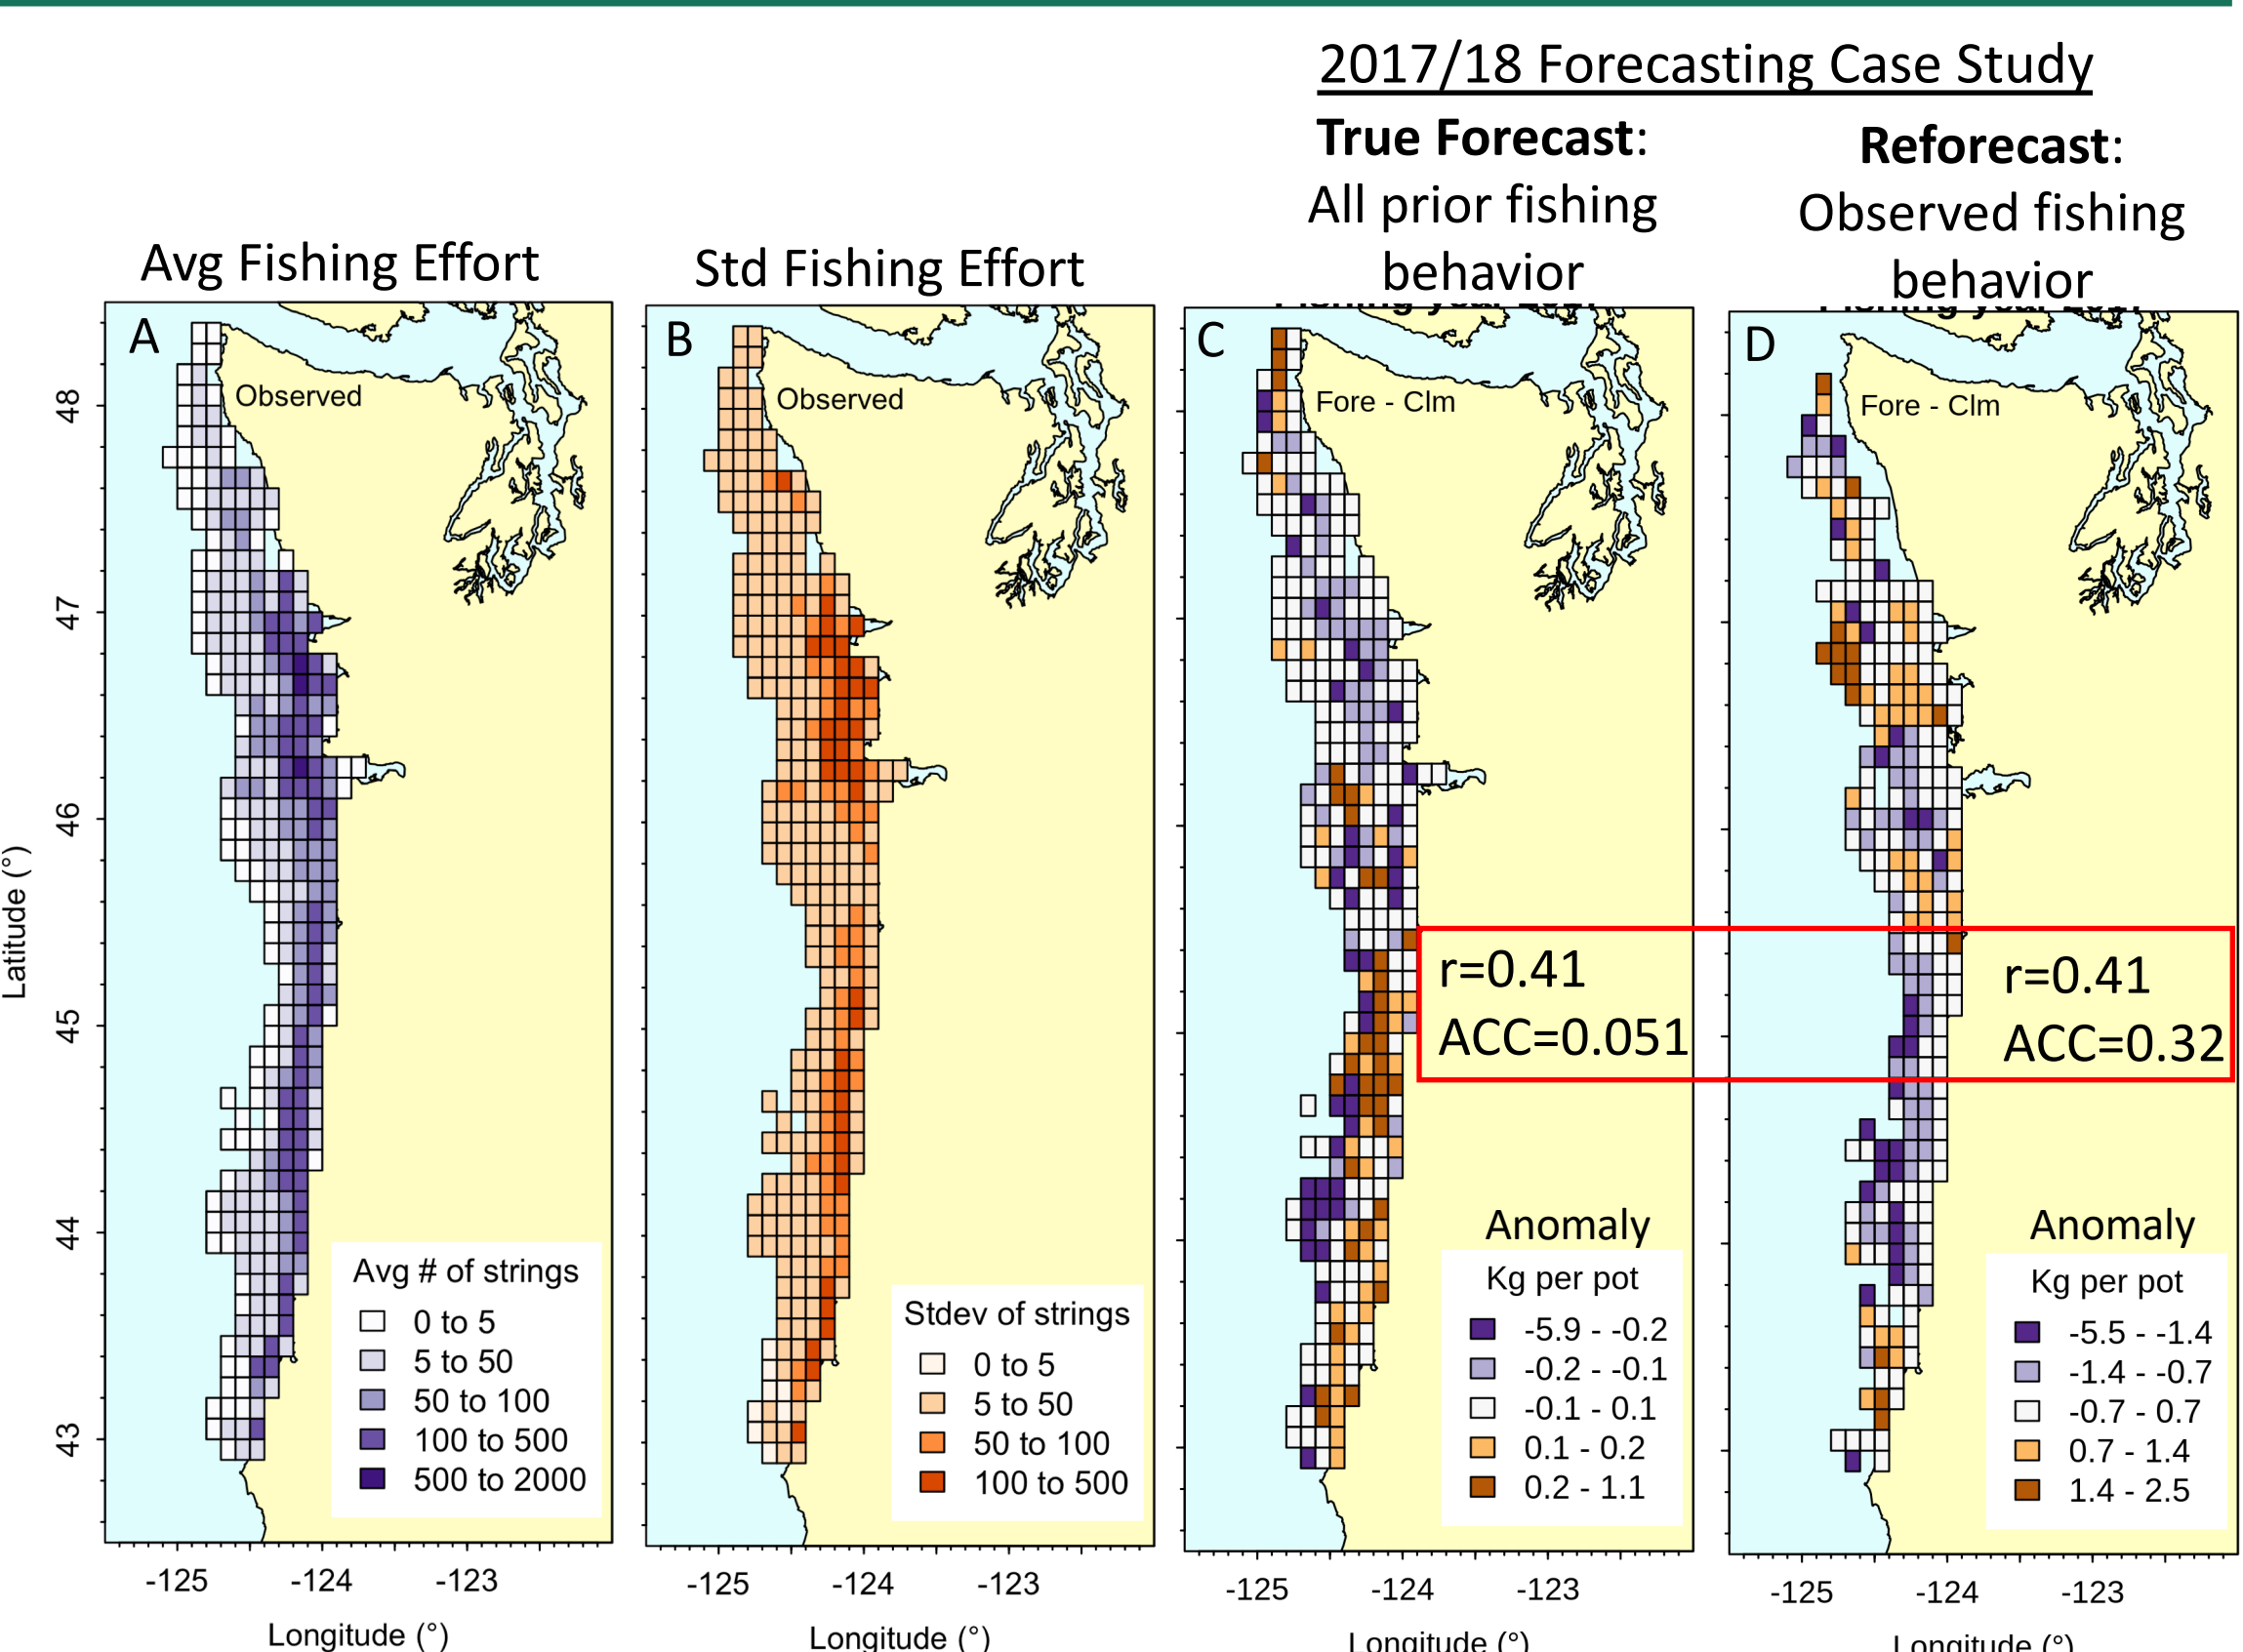 2017/18 Forecasting Case Study
True Forecast:
All prior fishing
behavior
Reforecast:
Observed fishing
behavior
Avg Fishing Effort
Std Fishing Effort
A
Observed
B
Observed
C
Fore - Clm
D
Fore - Clm
48
47
46
45
44
43
Latitude (°)
r=0.41
ACC=0.051
r=0.41
ACC=0.32
Avg # of strings
0 to 5
5 to 50
50 to 100
100 to 500
500 to 2000
Stdev of strings
0 to 5
5 to 50
50 to 100
100 to 500
Anomaly
Kg per pot
-5.9 - -0.2
-0.2 - -0.1
-0.1 - 0.1
0.1 - 0.2
0.2 - 1.1
Anomaly
Kg per pot
-5.5 - -1.4
-1.4 - -0.7
-0.7 - 0.7
0.7 - 1.4
1.4 - 2.5
-125 -124 -123
-125 -124 -123
-125 -124 -123
-125 -124 -123
Longitude (°)
Longitude (°)
Longitude (°)
Longitude (°)